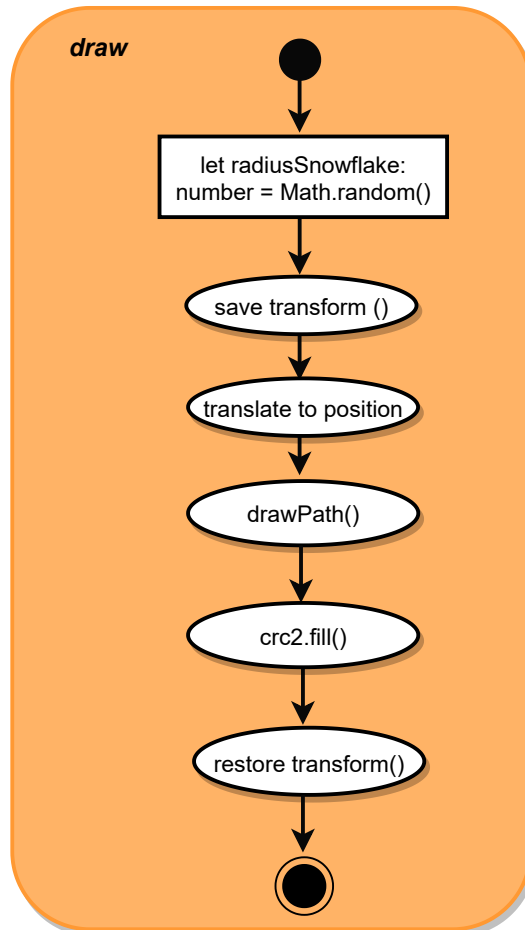 draw
let radiusSnowflake:
number = Math.random()
save transform ()
translate to position
drawPath()
crc2.fill()
restore transform()